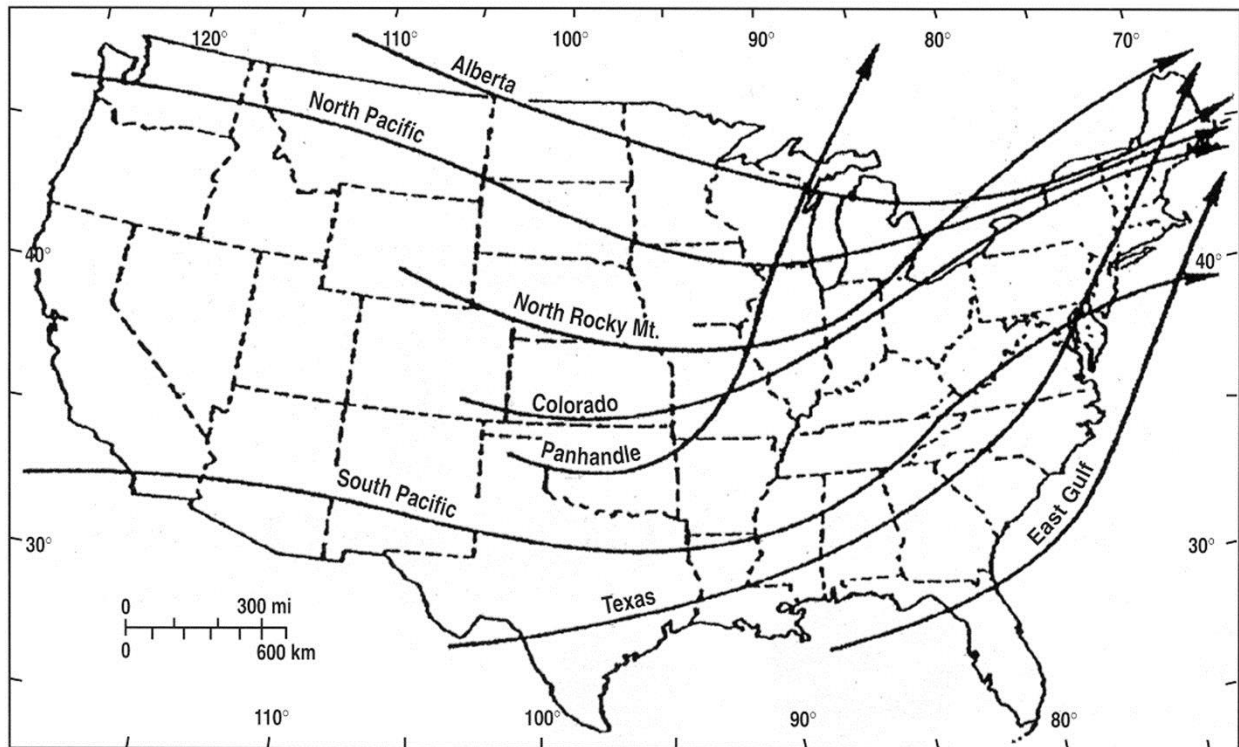 120° 110° 100° 90° 80° 70°
Alberta
North Pacific
40° 40°
North Rocky Mt.
Colorado
Panhandle
South Pacific
East Gulf
30° 30°
Texas
0 300 mi
0 600 km
110° 100° 90° 80°